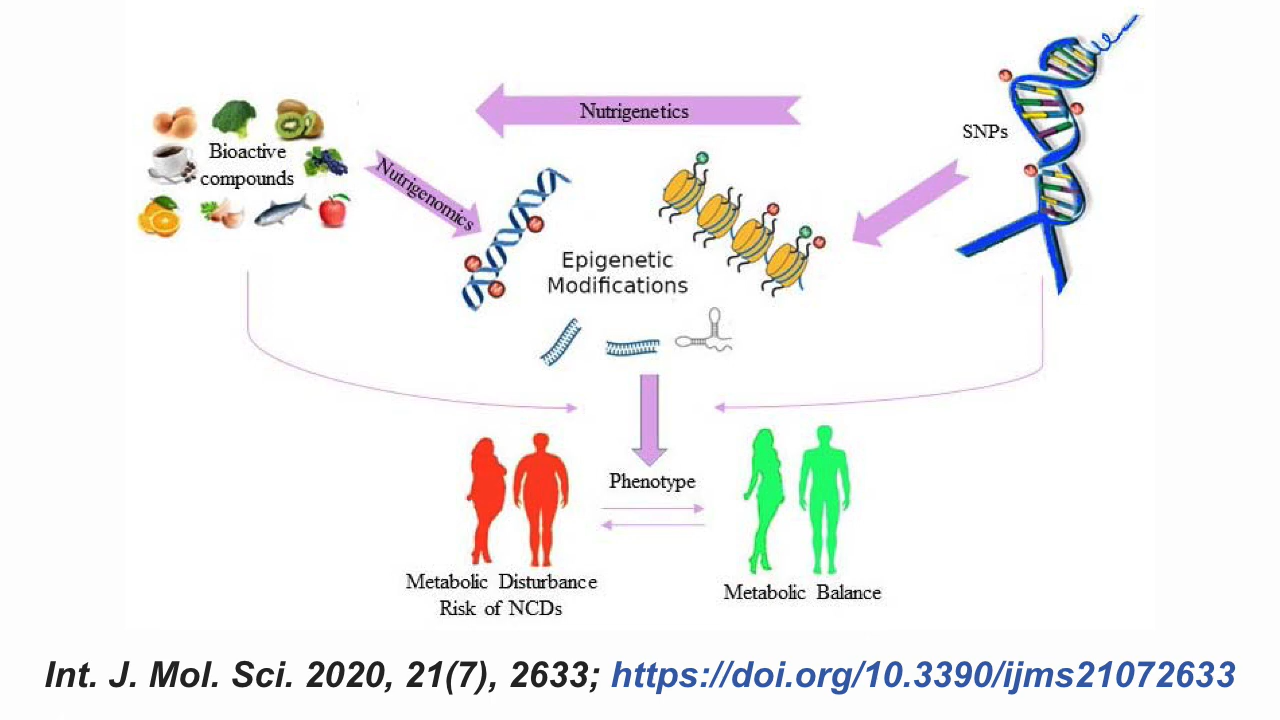 Nutrigenetics
SNPs
Bioactive
compounds
Nutrigenomics
Epigenetic
Modifications
Phenotype
Metabolic Disturbance
Risk of NCDs
Metabolic Balance
Int. J. Mol. Sci. 2020, 21(7), 2633; https://doi.org/10.3390/ijms21072633